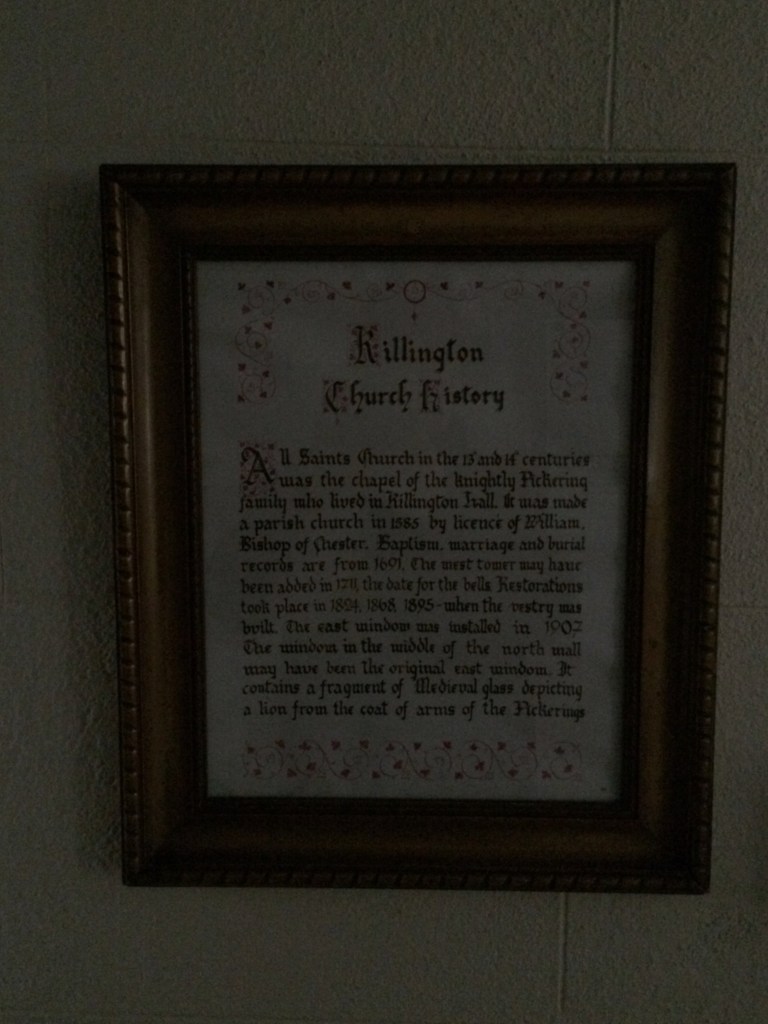 Killington
Church History
All Saints Church in the 13th and 14th centuries
was the chapel of the knightly Pickering
family who lived in Killington Hall. It was made
a parish church in 1585 by licence of William,
Bishop of Chester. Baptism, marriage and burial
records are from 1691. The west tower may have
been added in 1711, the date for the bells. Restorations
took place in 1824, 1868, 1895 - when the vestry was
built. The east window was installed in 1907
The window in the middle of the north wall
may have been the original east window. It
contains a fragment of Medieval glass depicting
a lion from the coat of arms of the Pickerings